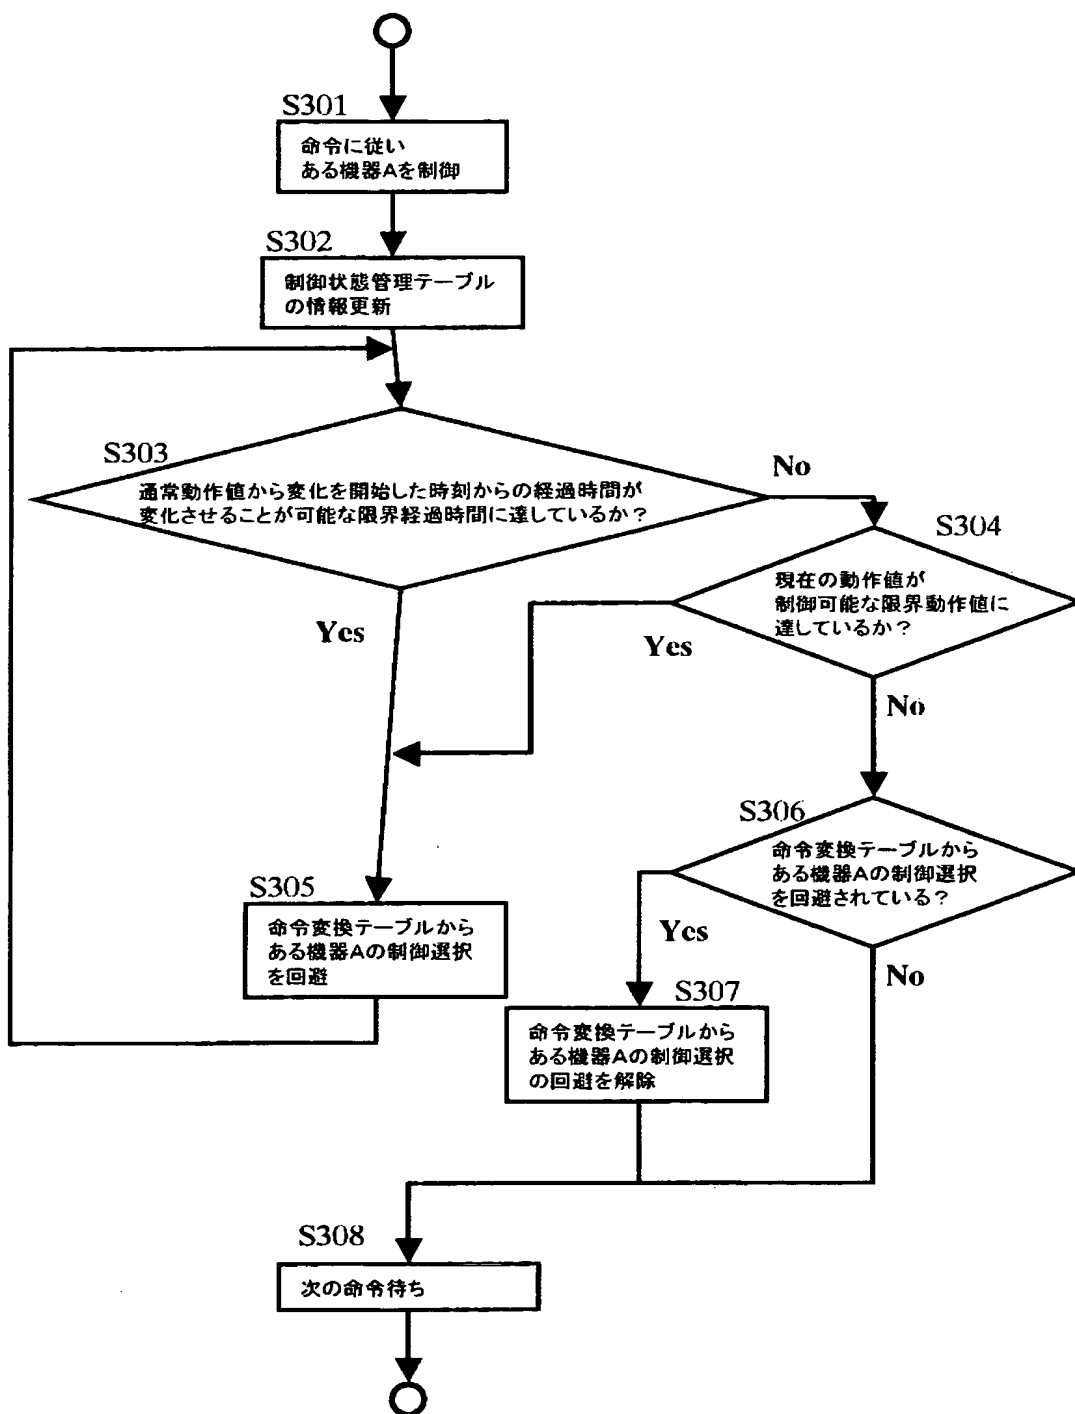 S301
命令に従い
ある機器Aを制御
S302
制御状態管理テーブル
の情報更新
S303
通常動作値から変化を開始した時刻からの経過時間が
変化させることが可能な限界経過時間に達しているか？
No
Yes
S304
現在の動作値が
制御可能な限界動作値に
達しているか？
Yes
No
S305
命令変換テーブルから
ある機器Aの制御選択
を回避
S306
命令変換テーブルから
ある機器Aの制御選択
を回避されている？
Yes
No
S307
命令変換テーブルから
ある機器Aの制御選択
の回避を解除
S308
次の命令待ち